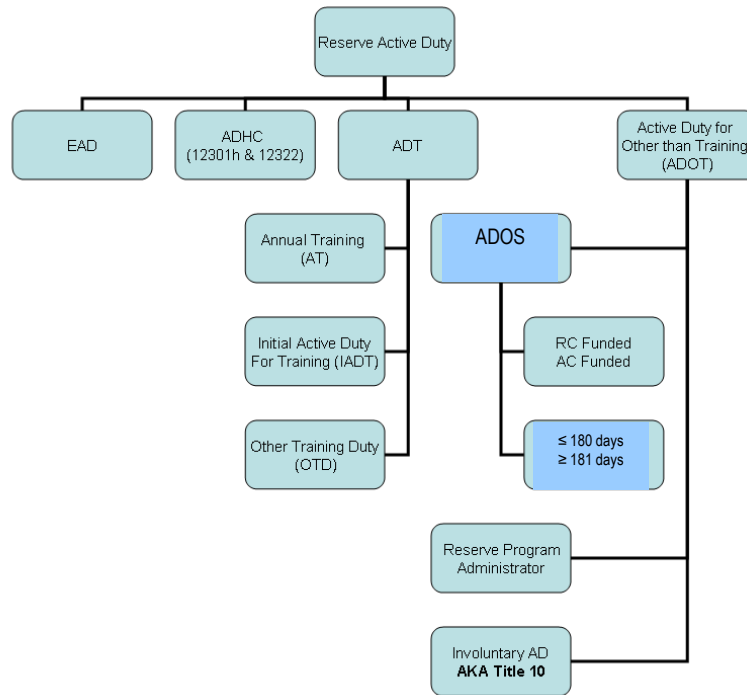 Reserve Active Duty
EAD
ADHC
(12301h & 12322)
ADT
Active Duty for
Other than Training
(ADOT)
Annual Training
(AT)
ADOS
Initial Active Duty
For Training (IADT)
RC Funded
AC Funded
Other Training Duty
(OTD)
≤ 180 days
≥ 181 days
Reserve Program
Administrator
Involuntary AD
AKA Title 10